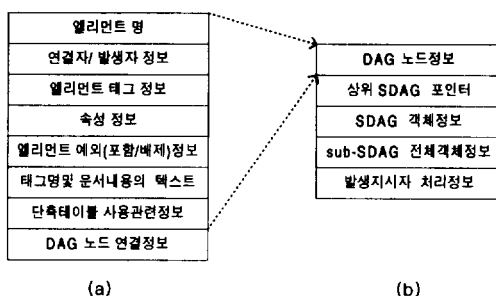 엘리먼트 명
연결자/ 발생자 정보
엘리먼트 태그 정보
속성 정보
엘리먼트 예외(포함/배제)정보
태그명및 문서내용의 텍스트
단축테이블 사용관련정보
DAG 노드 연결정보
(a)
DAG 노드정보
상위 SDAG 포인터
SDAG 객체정보
sub-SDAG 전체객체정보
발생지시자 처리정보
(b)